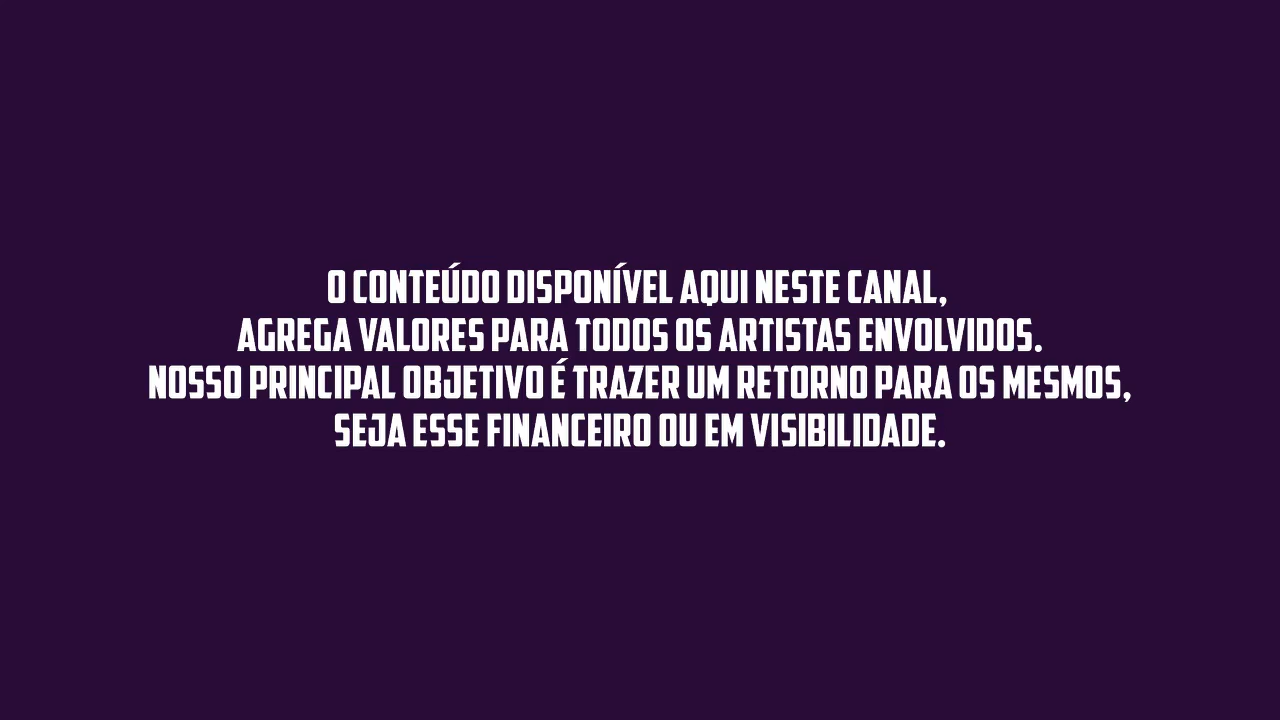 O CONTEÚDO DISPONÍVEL AQUI NESTE CANAL,
AGREGA VALORES PARA TODOS OS ARTISTAS ENVOLVIDOS.
NOSSO PRINCIPAL OBJETIVO É TRAZER UM RETORNO PARA OS MESMOS,
SEJA ESSE FINANCEIRO OU EM VISIBILIDADE.